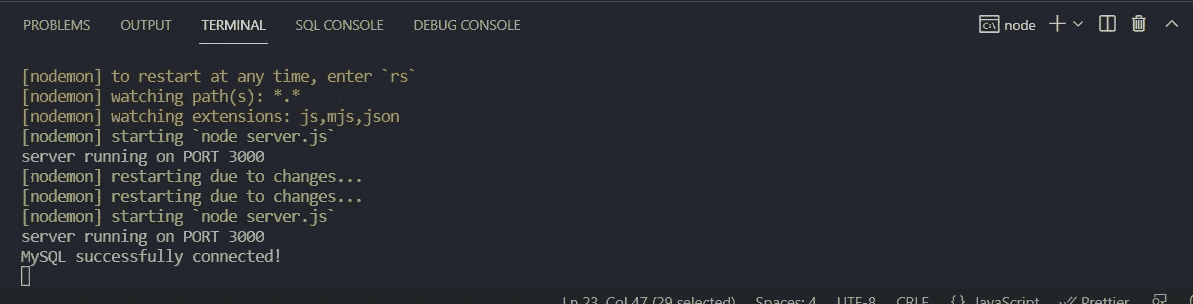 PROBLEMS OUTPUT TERMINAL SQL CONSOLE DEBUG CONSOLE node
[nodemon] to restart at any time, enter `rs`
[nodemon] watching path(s): *.*
[nodemon] watching extensions: js,mjs,json
[nodemon] starting `node server.js`
server running on PORT 3000
[nodemon] restarting due to changes...
[nodemon] restarting due to changes...
[nodemon] starting `node server.js`
server running on PORT 3000
MySQL successfully connected!
Ln 23, Col 47 (29 selected) Spaces: 4 UTF-8 CRLF {} JavaScript Prettier